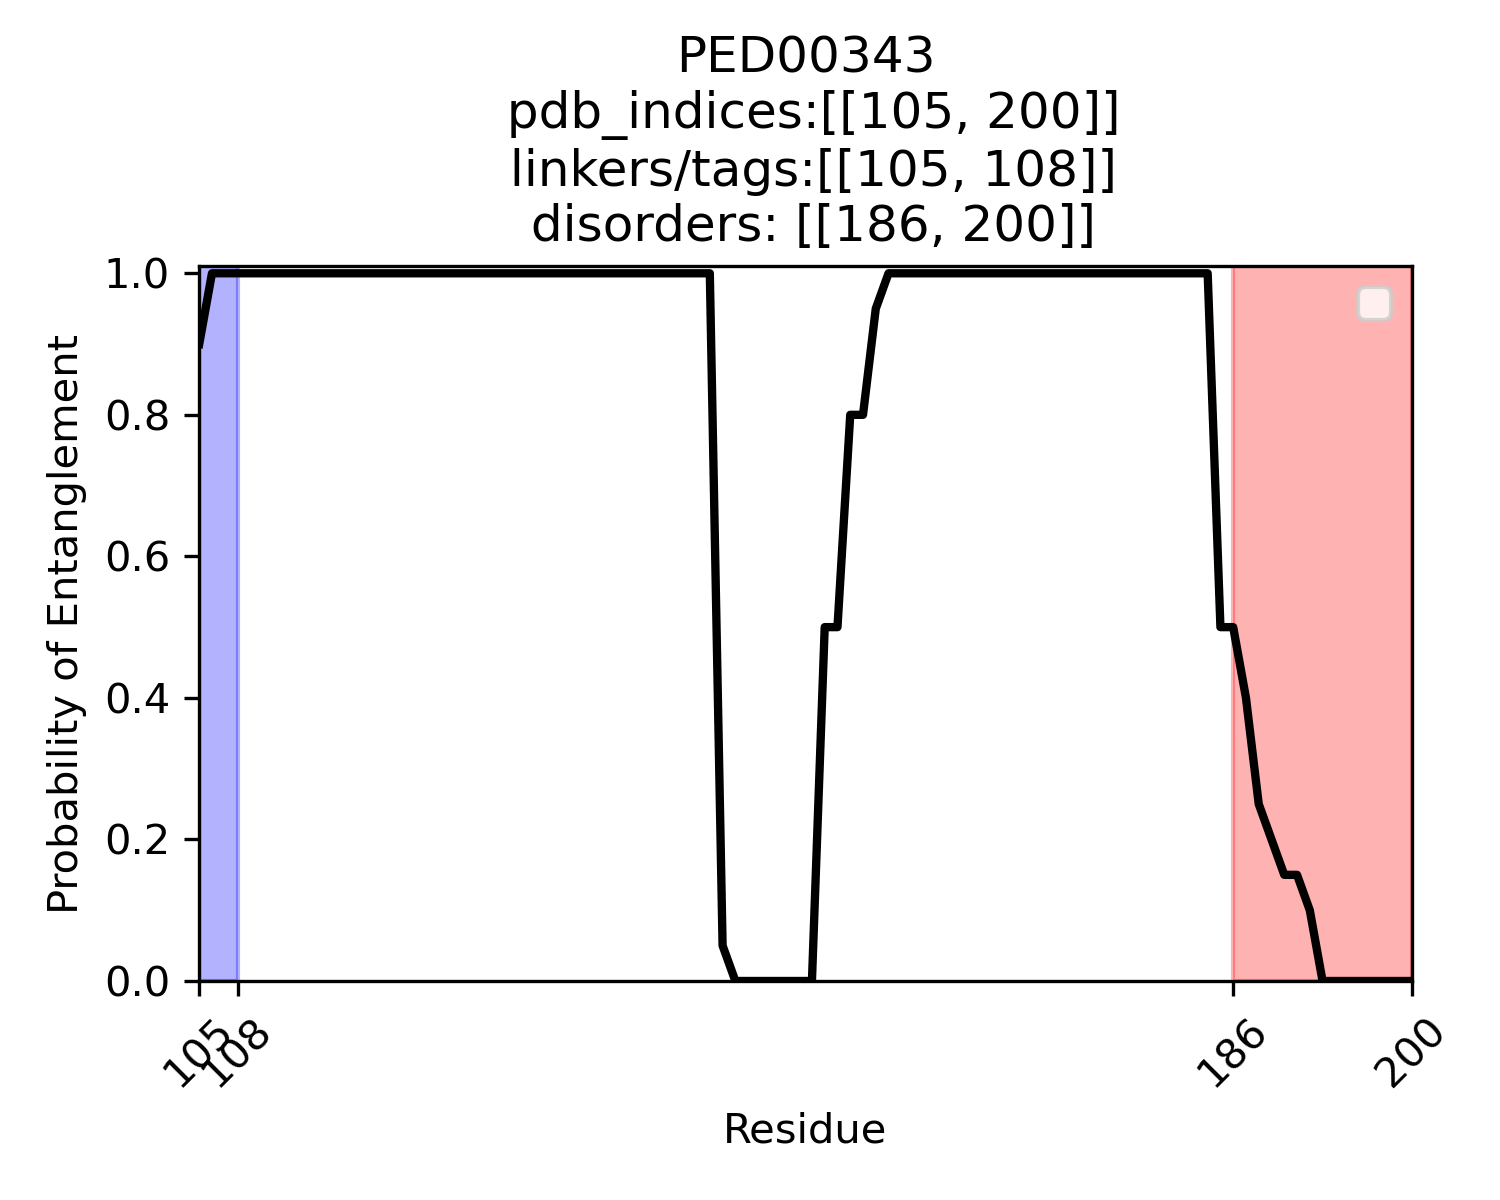 PED00343
pdb_indices:[[105, 200]]
linkers/tags:[[105, 108]]
disorders: [[186, 200]]
1.0
0.8
0.6
0.4
0.2
0.0
Probability of Entanglement
105
108
186
200
Residue